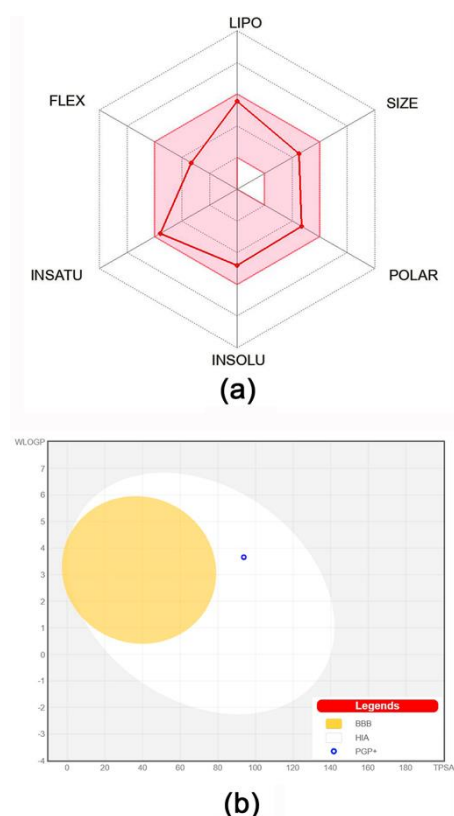 LIPO
FLEX
SIZE
INSATU
POLAR
INSOLU
(a)
WLOGP
7
6
5
4
3
2
1
0
-1
-2
-3
-4
Legends
BBB
HIA
PGP+
0 20 40 60 80 100 120 140 160 180 TPSA
(b)